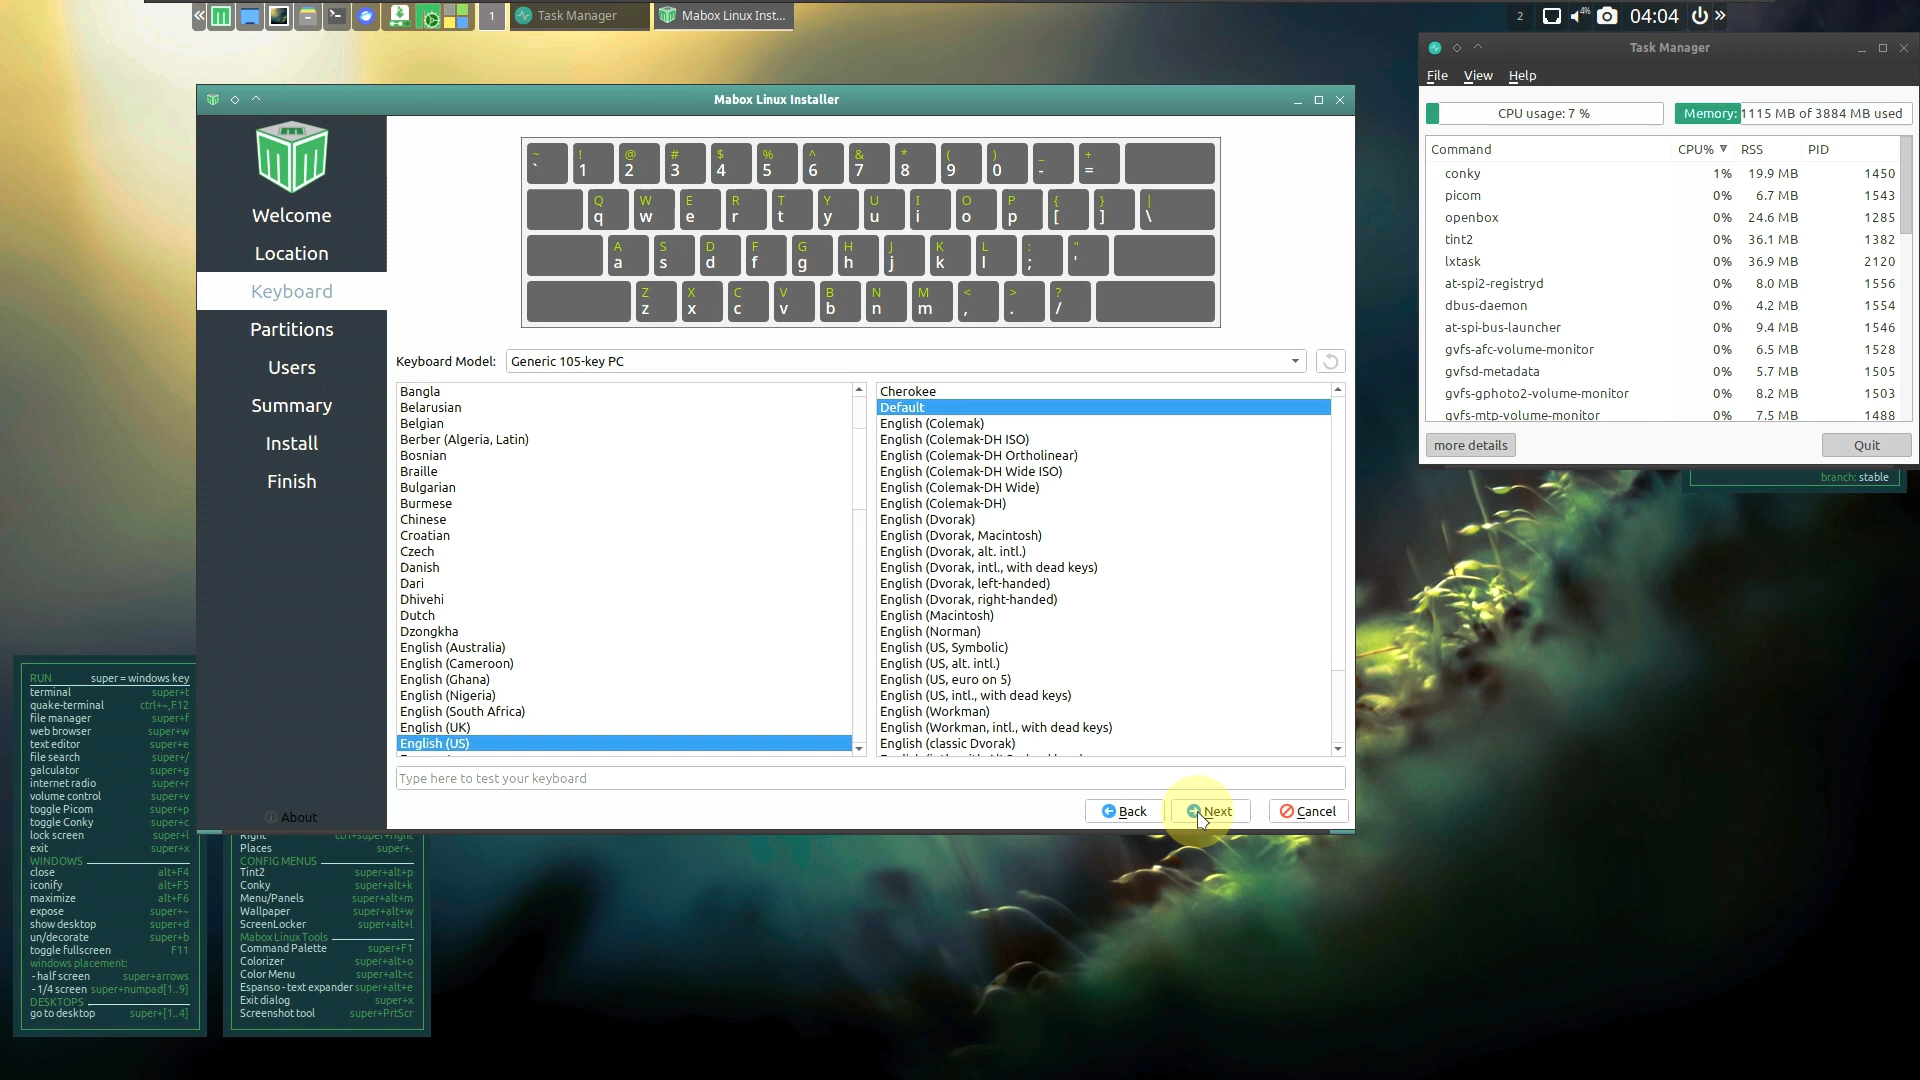 1
Task Manager
Mabox Linux Inst...
2
4%
04:04
Mabox Linux Installer
Welcome
Location
Keyboard
Partitions
Users
Summary
Install
Finish
About
~ ! @ # $ % ^ & * ( ) _ +
` 1 2 3 4 5 6 7 8 9 0 - =
Q W E R T Y U I O P { } |
q w e r t y u i o p [ ] \
A S D F G H J K L : "
a s d f g h j k l ; '
Z X C V B N M < > ?
z x c v b n m , . /
Keyboard Model: Generic 105-key PC
Bangla
Belarusian
Belgian
Berber (Algeria, Latin)
Bosnian
Braille
Bulgarian
Burmese
Chinese
Croatian
Czech
Danish
Dari
Dhivehi
Dutch
Dzongkha
English (Australia)
English (Cameroon)
English (Ghana)
English (Nigeria)
English (South Africa)
English (UK)
English (US)
Cherokee
Default
English (Colemak)
English (Colemak-DH ISO)
English (Colemak-DH Ortholinear)
English (Colemak-DH Wide ISO)
English (Colemak-DH Wide)
English (Colemak-DH)
English (Dvorak)
English (Dvorak, Macintosh)
English (Dvorak, alt. intl.)
English (Dvorak, intl., with dead keys)
English (Dvorak, left-handed)
English (Dvorak, right-handed)
English (Macintosh)
English (Norman)
English (US, Symbolic)
English (US, alt. intl.)
English (US, euro on 5)
English (US, intl., with dead keys)
English (Workman)
English (Workman, intl., with dead keys)
English (classic Dvorak)
Type here to test your keyboard
Back
Next
Cancel
Task Manager
File View Help
CPU usage: 7 %
Memory: 1115 MB of 3884 MB used
Command CPU% RSS PID
conky 1% 19.9 MB 1450
picom 0% 6.7 MB 1543
openbox 0% 24.6 MB 1285
tint2 0% 36.1 MB 1382
lxtask 0% 36.9 MB 2120
at-spi2-registryd 0% 8.0 MB 1556
dbus-daemon 0% 4.2 MB 1554
at-spi-bus-launcher 0% 9.4 MB 1546
gvfs-afc-volume-monitor 0% 6.5 MB 1528
gvfsd-metadata 0% 5.7 MB 1505
gvfs-gphoto2-volume-monitor 0% 8.2 MB 1503
gvfs-mtp-volume-monitor 0% 7.5 MB 1488
more details
Quit
branch: stable
RUN super = windows key
terminal super+t
quake-terminal ctrl+~,F12
file manager super+f
web browser super+w
text editor super+e
file search super+/
galculator super+g
internet radio super+r
volume control super+v
toggle Picom super+p
toggle Conky super+c
lock screen super+l
exit super+x
WINDOWS
close alt+F4
iconify alt+F5
maximize alt+F6
expose super+~
show desktop super+d
un/decorate super+b
toggle fullscreen F11
windows placement:
- half screen super+arrows
- 1/4 screen super+numpad[1..9]
DESKTOPS
go to desktop super+[1..4]
Right ctrl+super+right
Places super+.
CONFIG MENUS
Tint2 super+alt+p
Conky super+alt+k
Menu/Panels super+alt+m
Wallpaper super+alt+w
ScreenLocker super+alt+l
Mabox Linux Tools
Command Palette super+F1
Colorizer super+alt+o
Color Menu super+alt+c
Espanso - text expander super+alt+e
Exit dialog super+x
Screenshot tool super+PrtScr